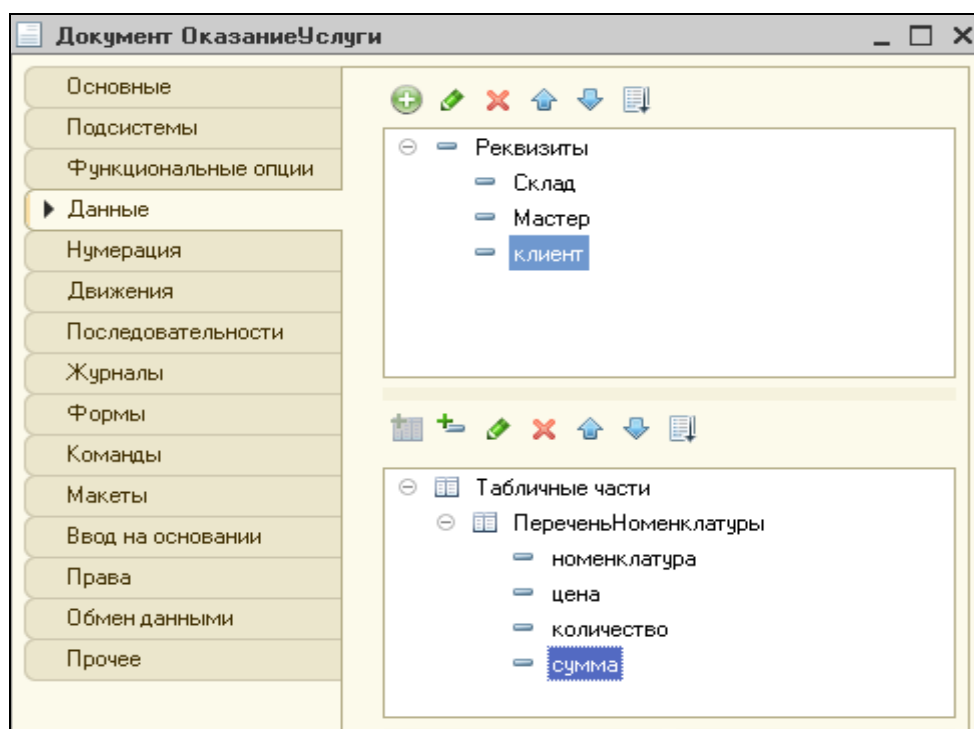 Документ ОказаниеУслуги
Основные
Подсистемы
Функциональные опции
Данные
Нумерация
Движения
Последовательности
Журналы
Формы
Команды
Макеты
Ввод на основании
Права
Обмен данными
Прочее
Реквизиты
Склад
Мастер
клиент
Табличные части
ПереченьНоменклатуры
номенклатура
цена
количество
сумма